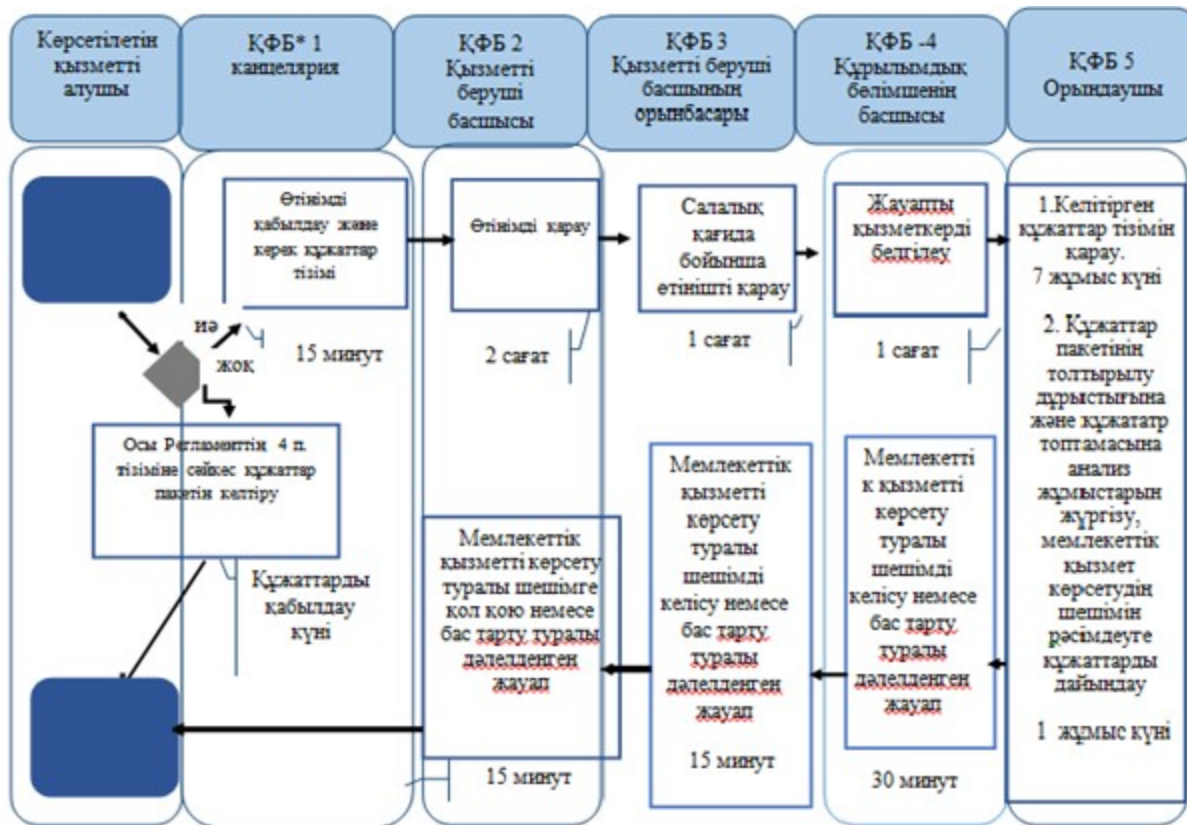 Көрсетілетін
қызметті
алушы
ҚФБ* 1
канцелярия
ҚФБ 2
Қызметті
беруші
басшысы
ҚФБ 3
Қызметті беруші
басшының
орынбасары
ҚФБ -4
Құрылымдық
бөлімшенің
басшысы
ҚФБ 5
Орындаушы
Өтінімді
қабылдау және
керек құжаттар
тізімі
Өтінімді қарау
Салалық
қағида
бойынша
өтінішті қарау
Жауапты
қызметкерді
белгілеу
1.Келітірген
құжаттар тізімін
қарау.
7 жұмыс күні
2. Құжаттар
пакетінің
толтырылу
дұрыстығына
және құжататр
топтамасына
анализ
жұмыстарын
жүргізу,
мемлекеттік
қызмет
көрсетудің
шешімін
рәсімдеуге
құжаттарды
дайындау
1 жұмыс күні
иә
жоқ
15 минут
2 сағат
1 сағат
1 сағат
Осы Регламенттің 4 п.
тізіміне сәйкес құжаттар
пакетін келтіру
Құжаттарды
қабылдау
күні
Мемлекеттік
қызметті көрсету
туралы шешімге
қол қою немесе
бас тарту туралы
дәлелденген
жауап
15 минут
Мемлекеттік
қызметті
көрсету
туралы
шешімді
келісу немесе
бас тарту
туралы
дәлелденген
жауап
15 минут
Мемлекетті
к қызметті
көрсету
туралы
шешімді
келісу немесе
бас тарту
туралы
дәлелденген
жауап
30 минут